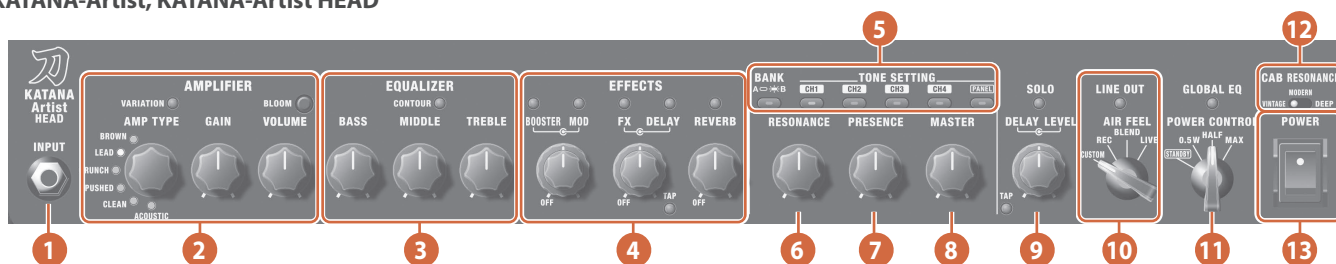 KATANA-Artist, KATANA-Artist HEAD
5
12
刀
KATANA
Artist
HEAD
INPUT
AMPLIFIER
VARIATION
BLOOM
AMP TYPE
GAIN
VOLUME
BROWN
LEAD
RUNCH
PUSHED
CLEAN
ACOUSTIC
EQUALIZER
CONTOUR
BASS
MIDDLE
TREBLE
EFFECTS
BOOSTER
MOD
FX
DELAY
REVERB
OFF
OFF
TAP
OFF
BANK
A
B
TONE SETTING
CH1
CH2
CH3
CH4
PANEL
RESONANCE
PRESENCE
MASTER
SOLO
DELAY LEVEL
TAP
LINE OUT
AIR FEEL
BLEND
REC
LIVE
CUSTOM
GLOBAL EQ
POWER CONTROL
HALF
0.5W
MAX
STANDBY
CAB RESONANCE
MODERN
VINTAGE
DEEP
POWER
1
2
3
4
6
7
8
9
10
11
13